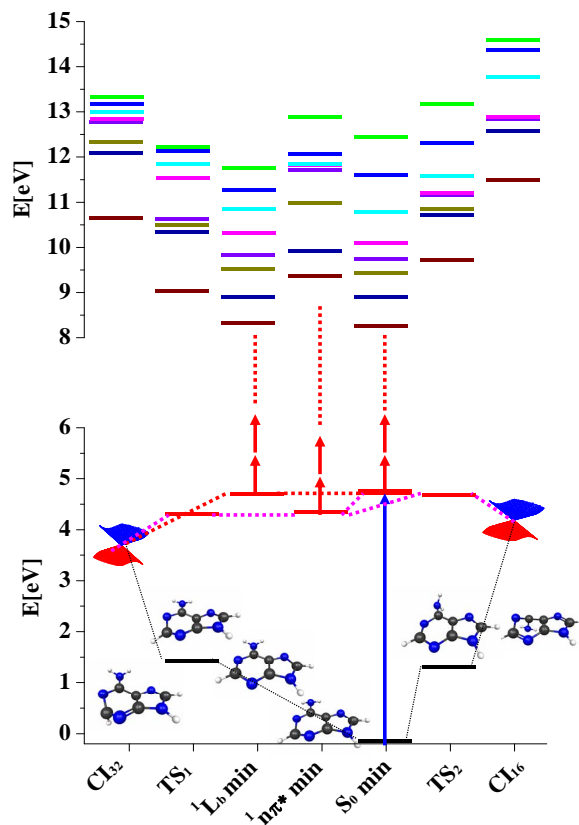 15
14
13
12
11
10
9
8
E[eV]
6
5
4
3
2
1
0
E[eV]
CI₃₂
TS₁
¹Lb min
¹nπ* min
S₀ min
TS₂
CI₁₆